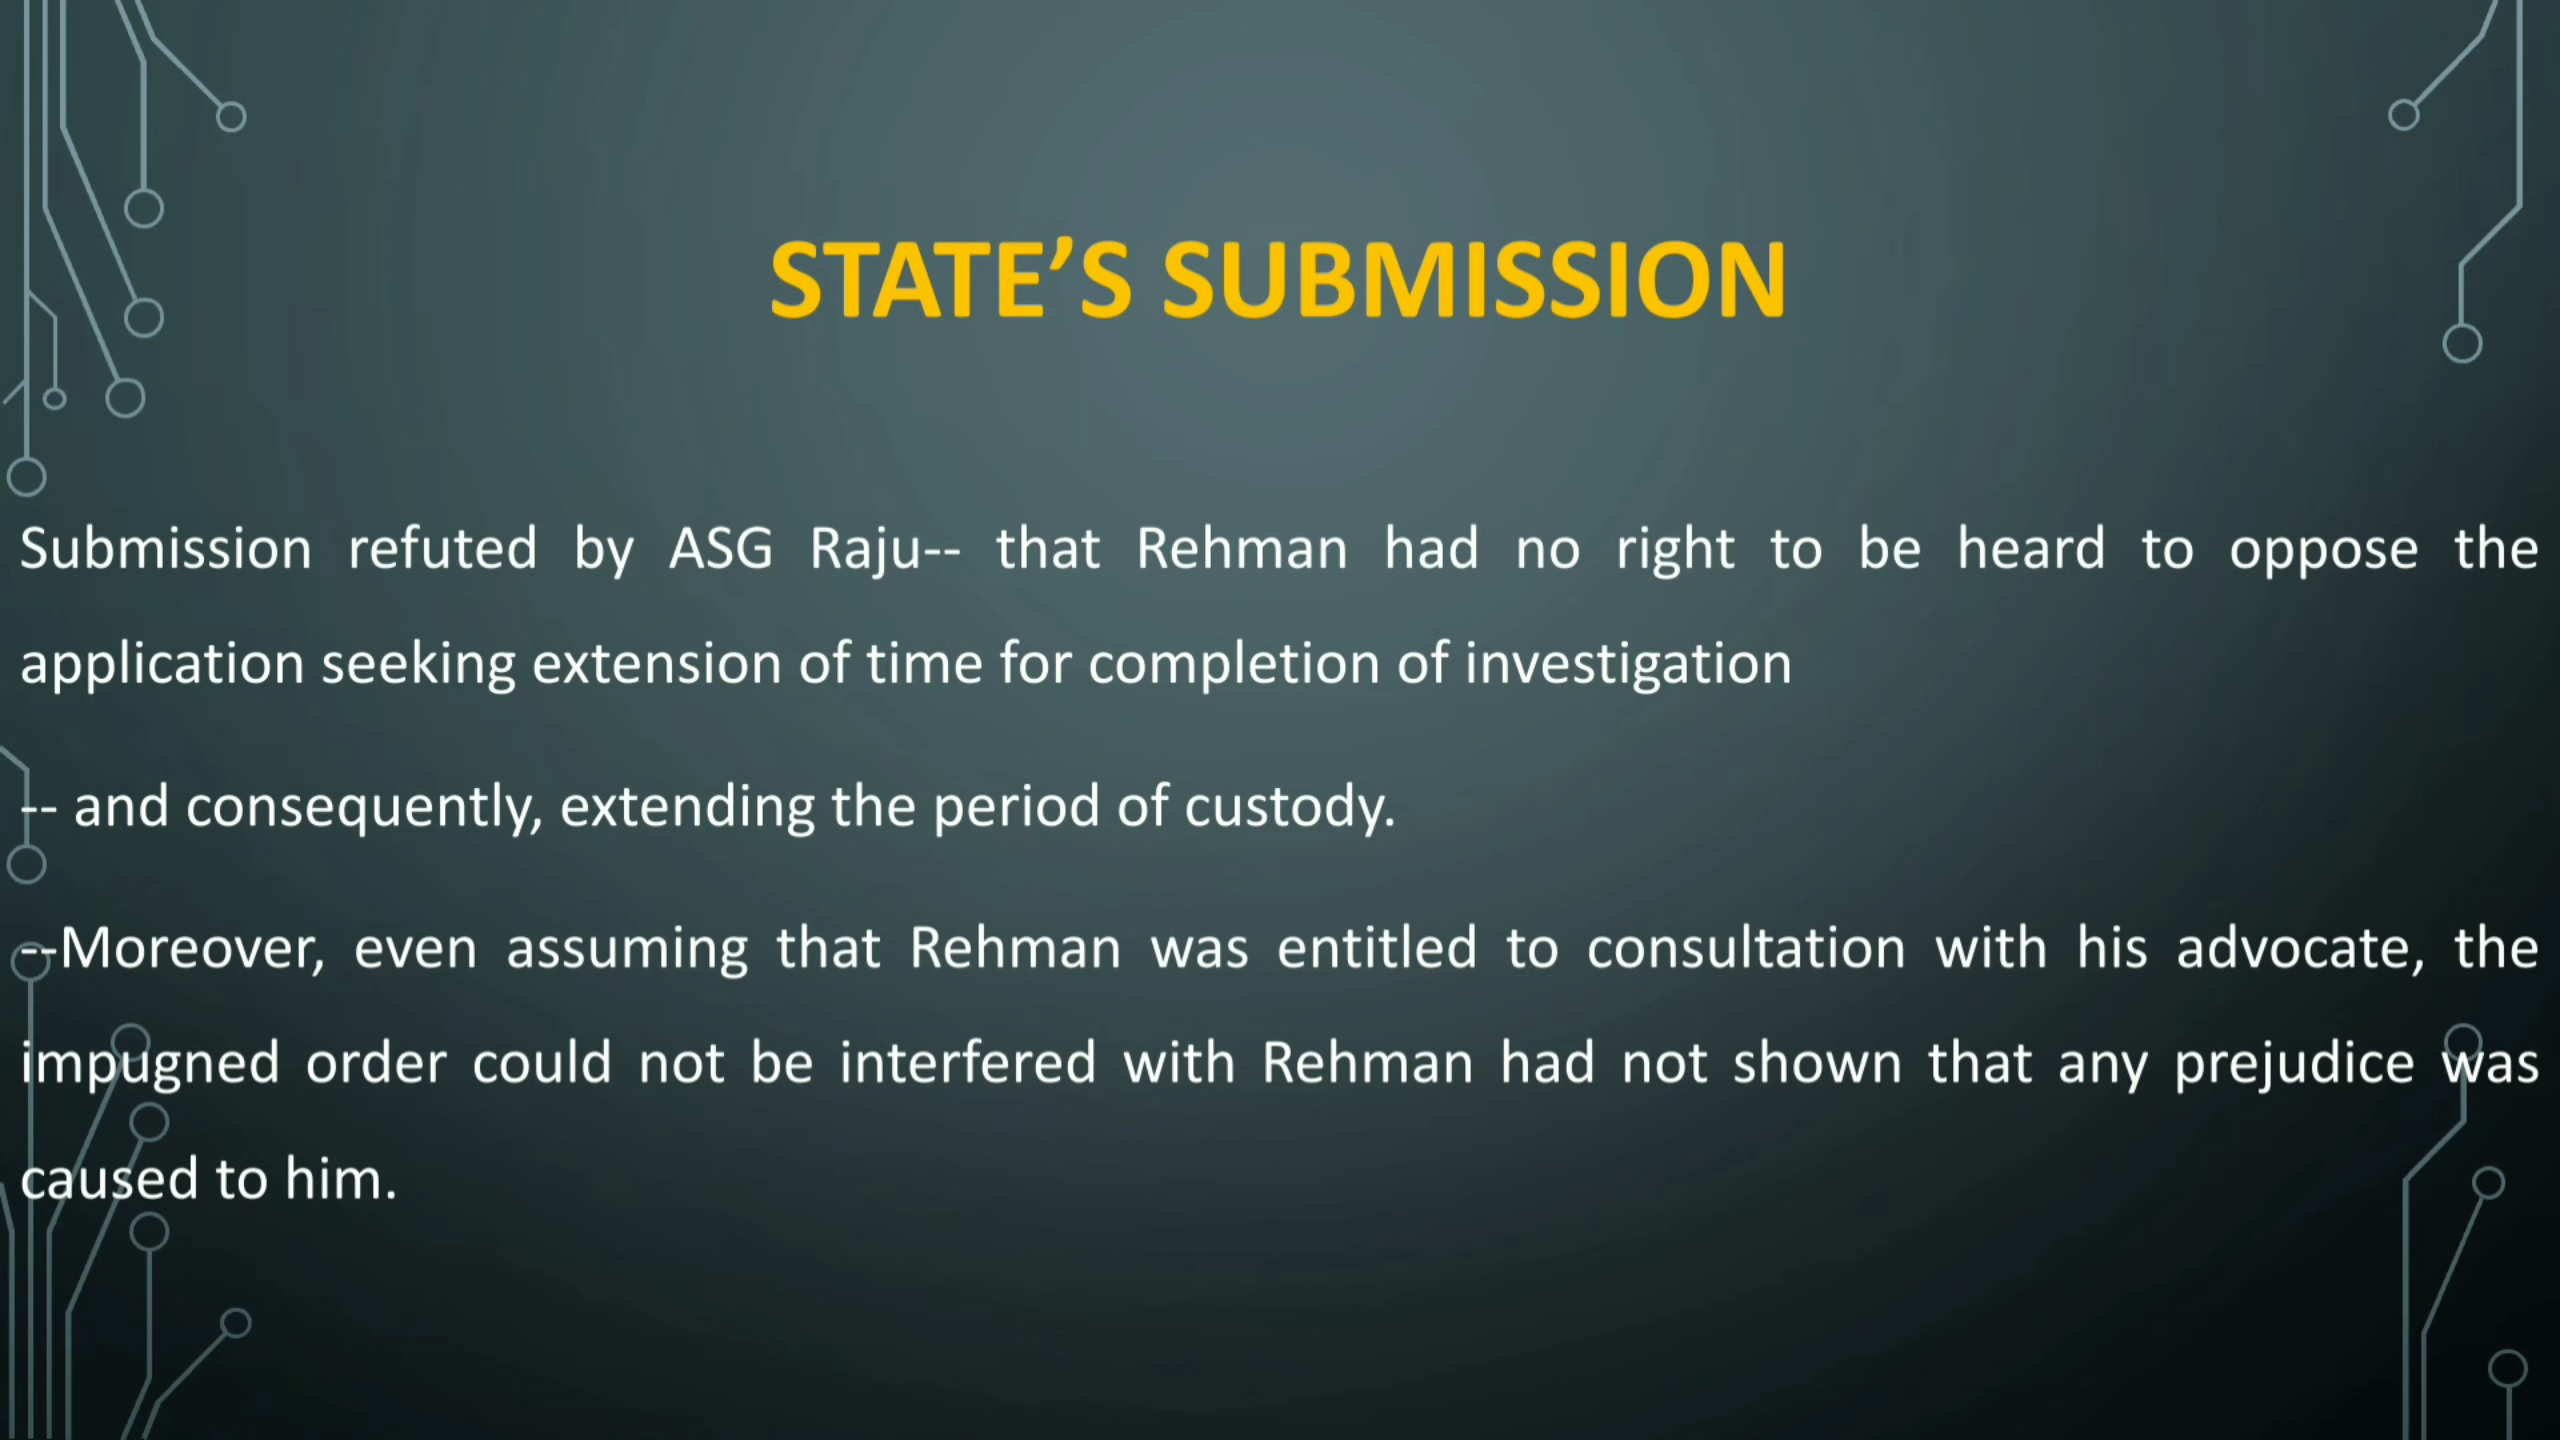 STATE’S SUBMISSION
Submission refuted by ASG Raju-- that Rehman had no right to be heard to oppose the
application seeking extension of time for completion of investigation
-- and consequently, extending the period of custody.
--Moreover, even assuming that Rehman was entitled to consultation with his advocate, the
impugned order could not be interfered with Rehman had not shown that any prejudice was
caused to him.